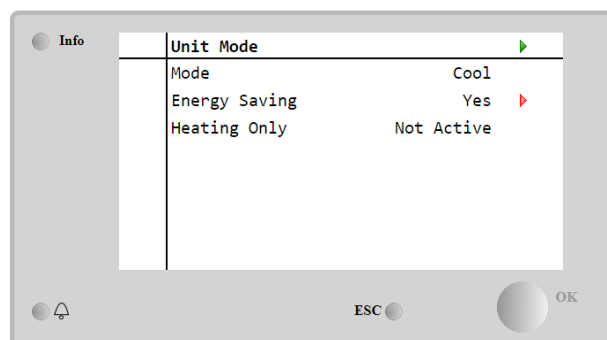 Info
Unit Mode
Mode Cool
Energy Saving Yes
Heating Only Not Active
ESC
OK